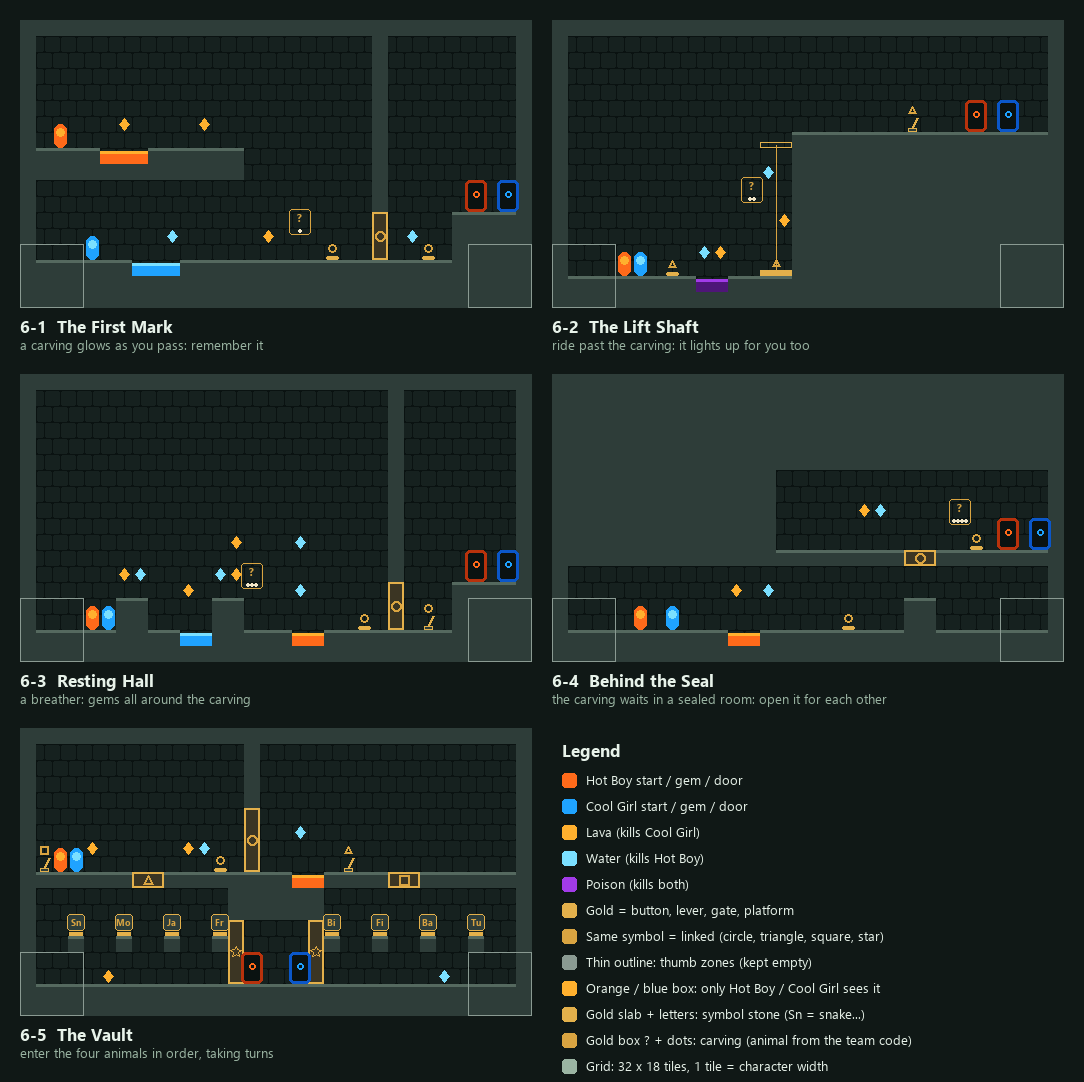 ?
?
6-1 The First Mark
a carving glows as you pass: remember it
6-2 The Lift Shaft
ride past the carving: it lights up for you too
?
?
6-3 Resting Hall
a breather: gems all around the carving
6-4 Behind the Seal
the carving waits in a sealed room: open it for each other
Sn Mo Ja Fr Bi Fi Ba Tu
6-5 The Vault
enter the four animals in order, taking turns
Legend
Hot Boy start / gem / door
Cool Girl start / gem / door
Lava (kills Cool Girl)
Water (kills Hot Boy)
Poison (kills both)
Gold = button, lever, gate, platform
Same symbol = linked (circle, triangle, square, star)
Thin outline: thumb zones (kept empty)
Orange / blue box: only Hot Boy / Cool Girl sees it
Gold slab + letters: symbol stone (Sn = snake...)
Gold box ? + dots: carving (animal from the team code)
Grid: 32 x 18 tiles, 1 tile = character width